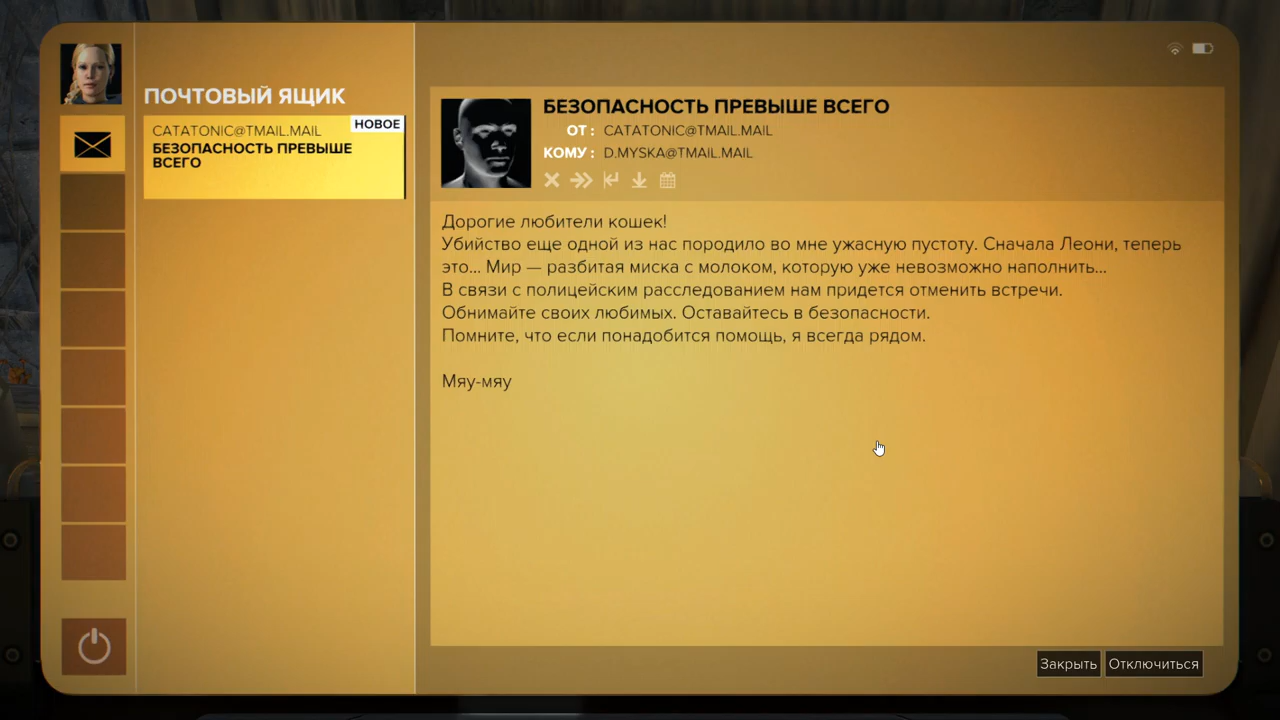 ПОЧТОВЫЙ ЯЩИК
НОВОЕ
CATATONIC@TMAIL.MAIL
БЕЗОПАСНОСТЬ ПРЕВЫШЕ
ВСЕГО
БЕЗОПАСНОСТЬ ПРЕВЫШЕ ВСЕГО
ОТ : CATATONIC@TMAIL.MAIL
КОМУ : D.MYSKA@TMAIL.MAIL
Дорогие любители кошек!
Убийство еще одной из нас породило во мне ужасную пустоту. Сначала Леони, теперь
это... Мир — разбитая миска с молоком, которую уже невозможно наполнить...
В связи с полицейским расследованием нам придется отменить встречи.
Обнимайте своих любимых. Оставайтесь в безопасности.
Помните, что если понадобится помощь, я всегда рядом.
Мяу-мяу
Закрыть
Отключиться